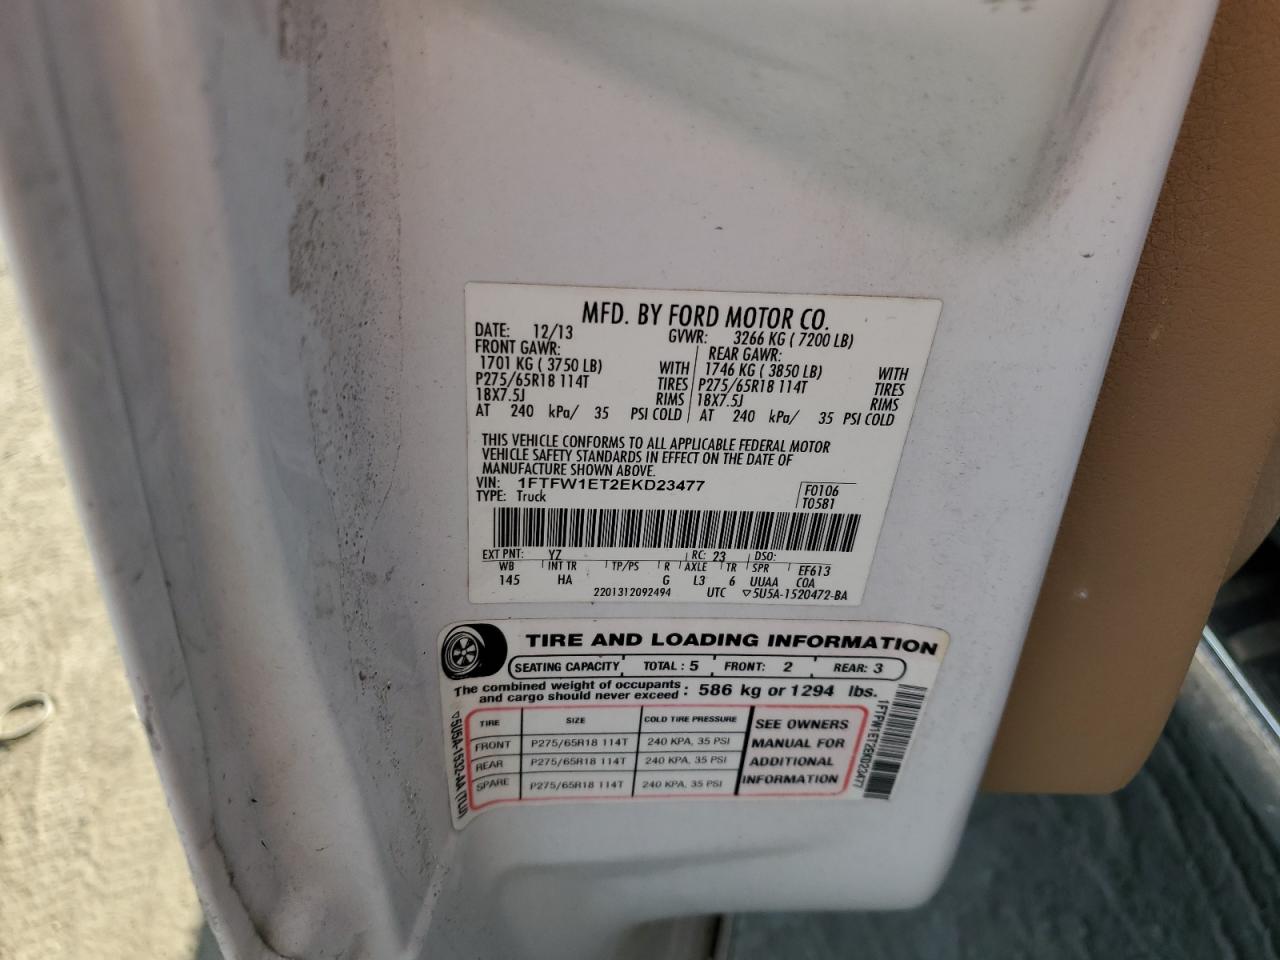 MFD. BY FORD MOTOR CO.
DATE: 12/13 GVWR: 3266 KG ( 7200 LB)
FRONT GAWR: REAR GAWR:
1701 KG ( 3750 LB) WITH 1746 KG ( 3850 LB) WITH
P275/65R18 114T TIRES P275/65R18 114T TIRES
18X7.5J RIMS 18X7.5J RIMS
AT 240 kPa/ 35 PSI COLD AT 240 kPa/ 35 PSI COLD
THIS VEHICLE CONFORMS TO ALL APPLICABLE FEDERAL MOTOR
VEHICLE SAFETY STANDARDS IN EFFECT ON THE DATE OF
MANUFACTURE SHOWN ABOVE.
VIN: 1FTFW1ET2EKD23477
TYPE: Truck
F0106
T0581
EXT PNT: YZ RC: 23 DSO:
WB INT TR TP/PS R AXLE TR SPR EF613
145 HA G L3 6 UUAA COA
2201312092494 UTC ▽5U5A-1520472-BA
TIRE AND LOADING INFORMATION
SEATING CAPACITY TOTAL : 5 FRONT: 2 REAR: 3
The combined weight of occupants
and cargo should never exceed : 586 kg or 1294 lbs.
TIRE SIZE COLD TIRE PRESSURE
FRONT P275/65R18 114T 240 KPA, 35 PSI
REAR P275/65R18 114T 240 KPA, 35 PSI
SPARE P275/65R18 114T 240 KPA, 35 PSI
SEE OWNERS
MANUAL FOR
ADDITIONAL
INFORMATION
▽5U5A-1532-AA (TLU)
1FTFW1ET2EKD23477